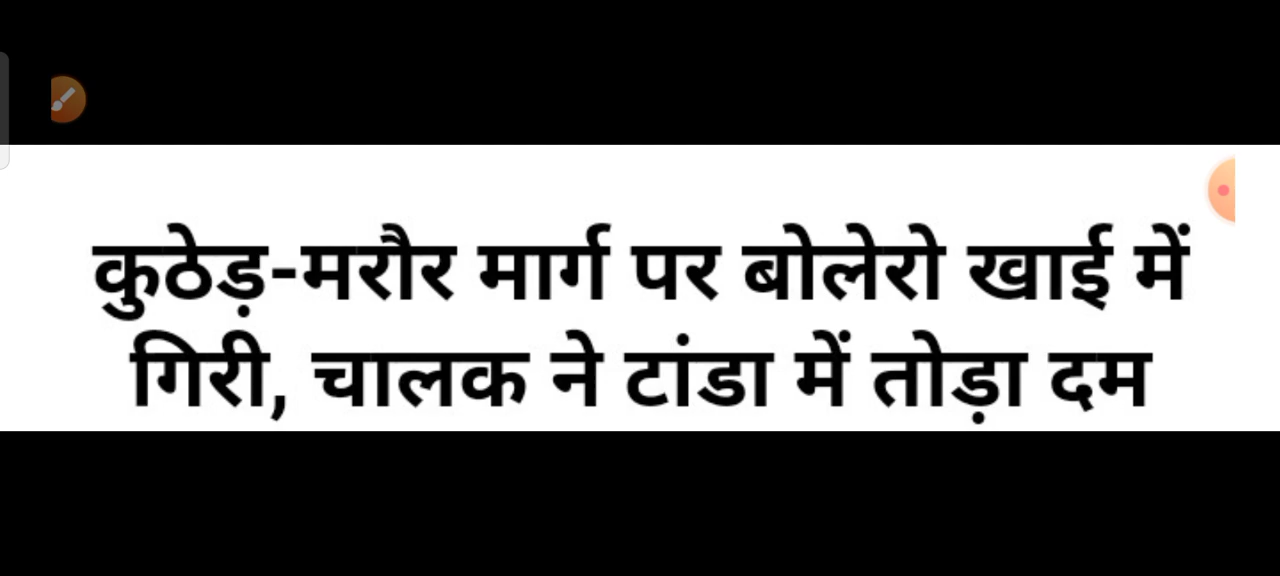 कुठेड़-मरौर मार्ग पर बोलेरो खाई में
गिरी, चालक ने टांडा में तोड़ा दम